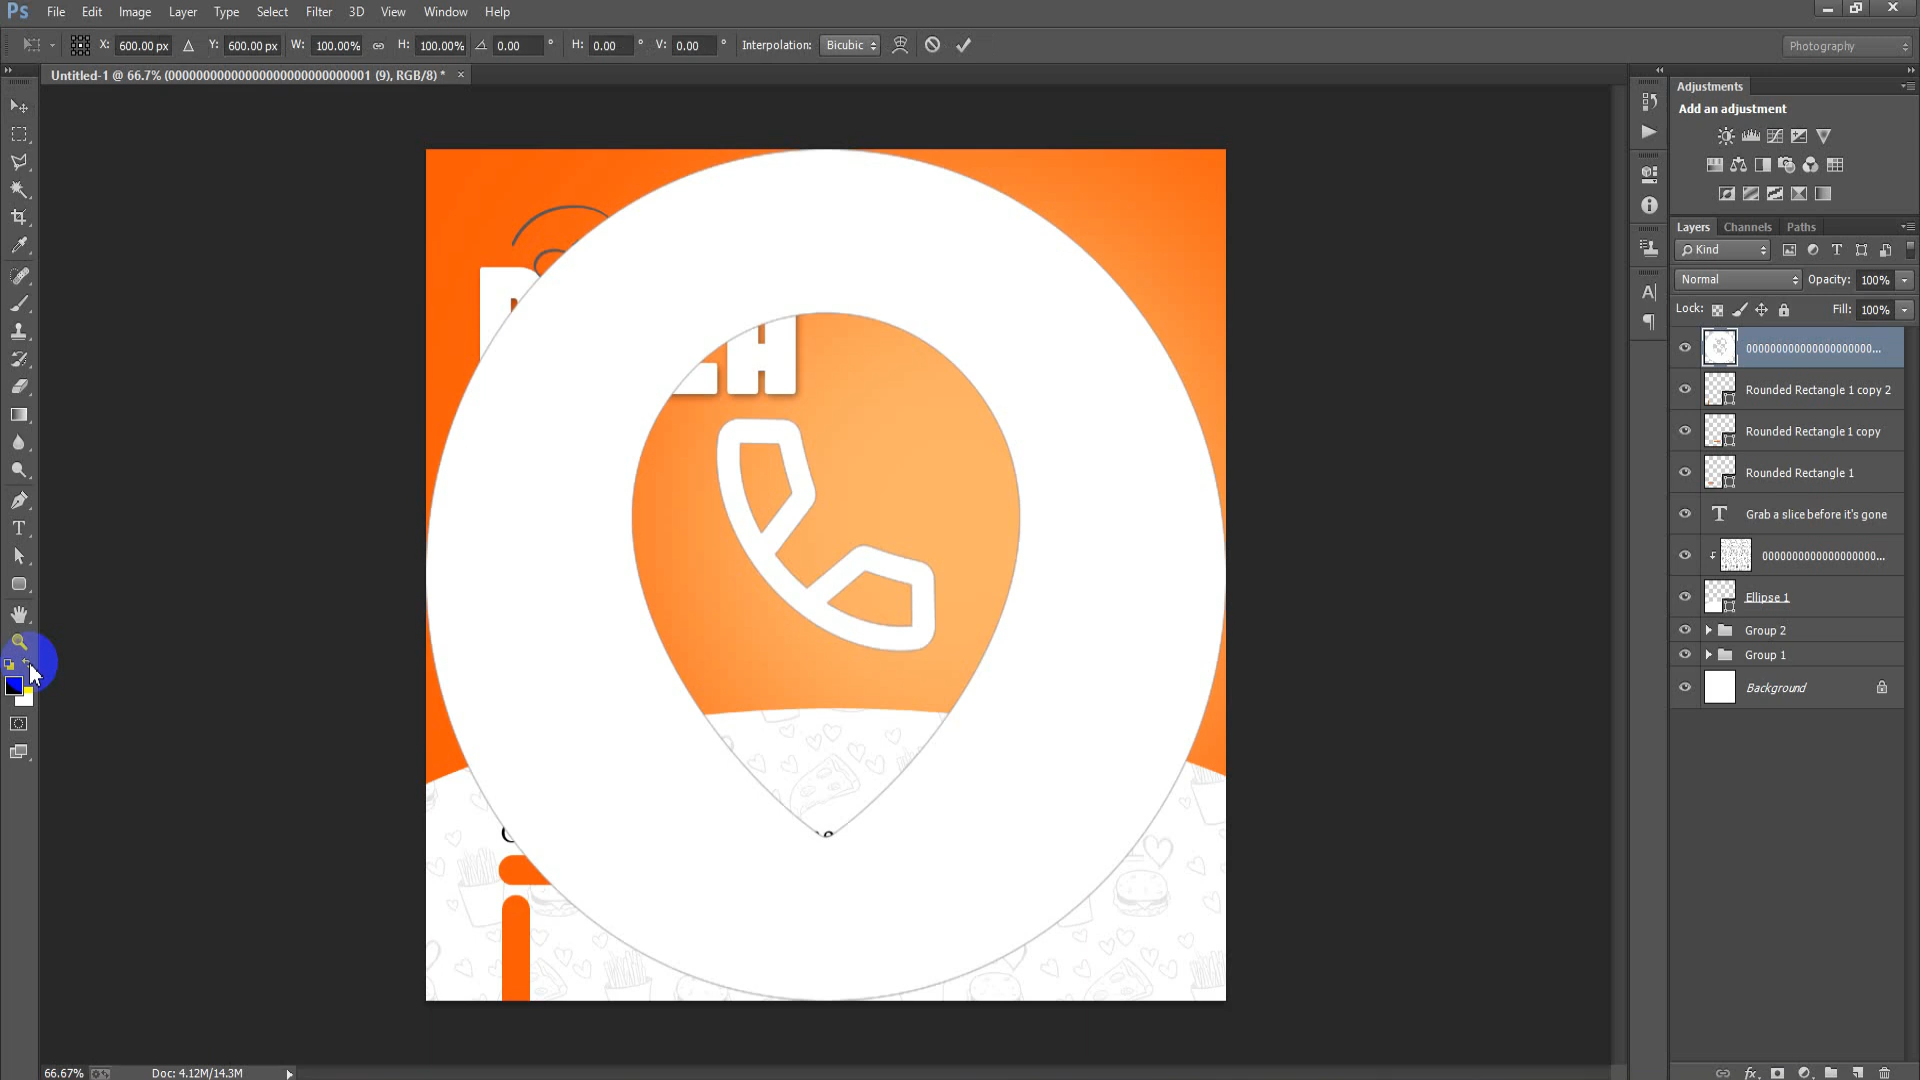 Ps File Edit Image Layer Type Select Filter 3D View Window Help
X: 600.00 px Y: 600.00 px W: 100.00% H: 100.00% 0.00 ° H: 0.00 ° V: 0.00 ° Interpolation: Bicubic Photography
Untitled-1 @ 66.7% (00000000000000000000000000001 (9), RGB/8) * ×
Adjustments
Add an adjustment
Layers Channels Paths
Kind
Normal Opacity: 100%
Lock: Fill: 100%
00000000000000000000000...
Rounded Rectangle 1 copy 2
Rounded Rectangle 1 copy
Rounded Rectangle 1
Grab a slice before it's gone
00000000000000000000...
Ellipse 1
Group 2
Group 1
Background
66.67% Doc: 4.12M/14.3M